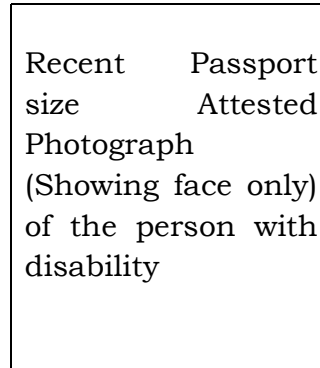 Recent Passport
size Attested
Photograph
(Showing face only)
of the person with
disability